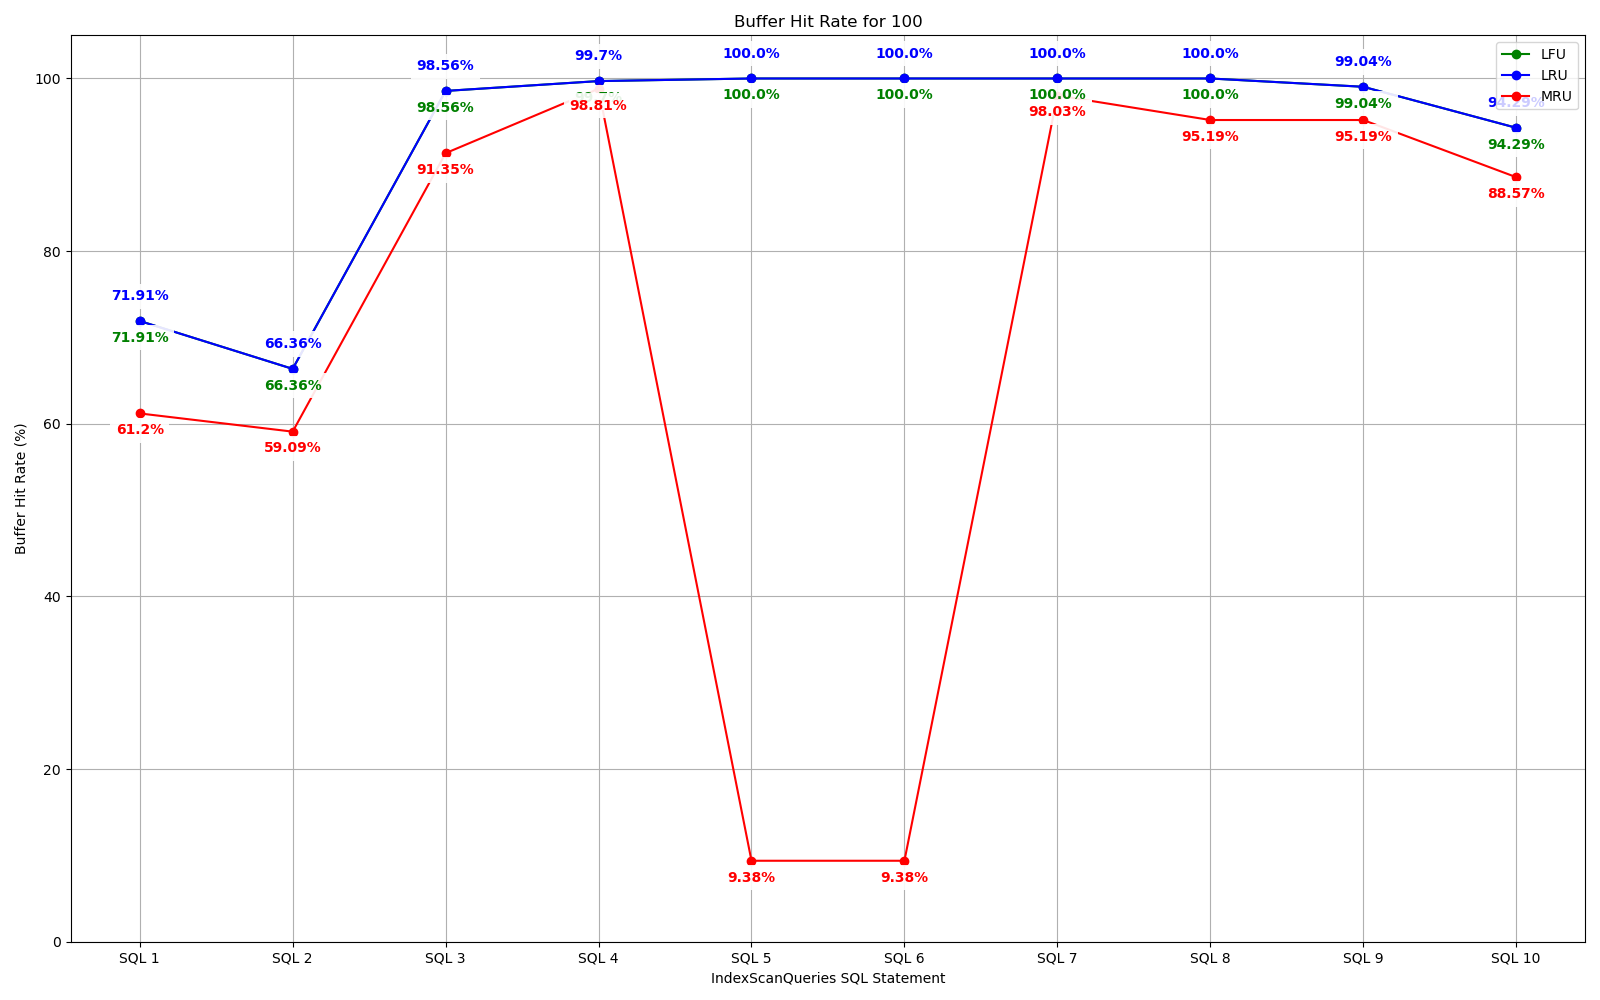 Buffer Hit Rate for 100
LFU
LRU
MRU
Buffer Hit Rate (%)
100
80
60
40
20
0
71.91%
66.36%
98.56%
99.7%
100.0%
100.0%
100.0%
100.0%
99.04%
94.29%
71.91%
66.36%
98.56%
100.0%
100.0%
100.0%
100.0%
99.04%
94.29%
61.2%
59.09%
91.35%
98.81%
9.38%
9.38%
98.03%
95.19%
95.19%
88.57%
SQL 1
SQL 2
SQL 3
SQL 4
SQL 5
SQL 6
SQL 7
SQL 8
SQL 9
SQL 10
IndexScanQueries SQL Statement